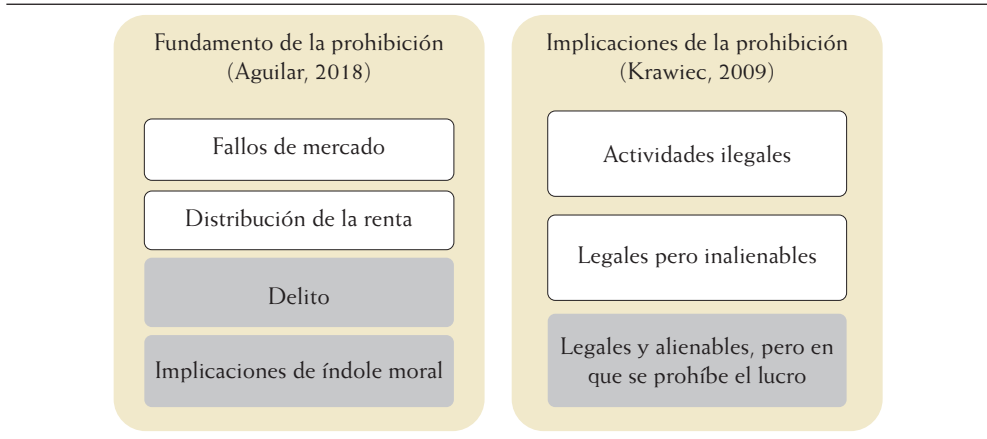 Fundamento de la prohibición
(Aguilar, 2018)
Fallos de mercado
Distribución de la renta
Delito
Implicaciones de índole moral
Implicaciones de la prohibición
(Krawiec, 2009)
Actividades ilegales
Legales pero inalienables
Legales y alienables, pero en
que se prohíbe el lucro